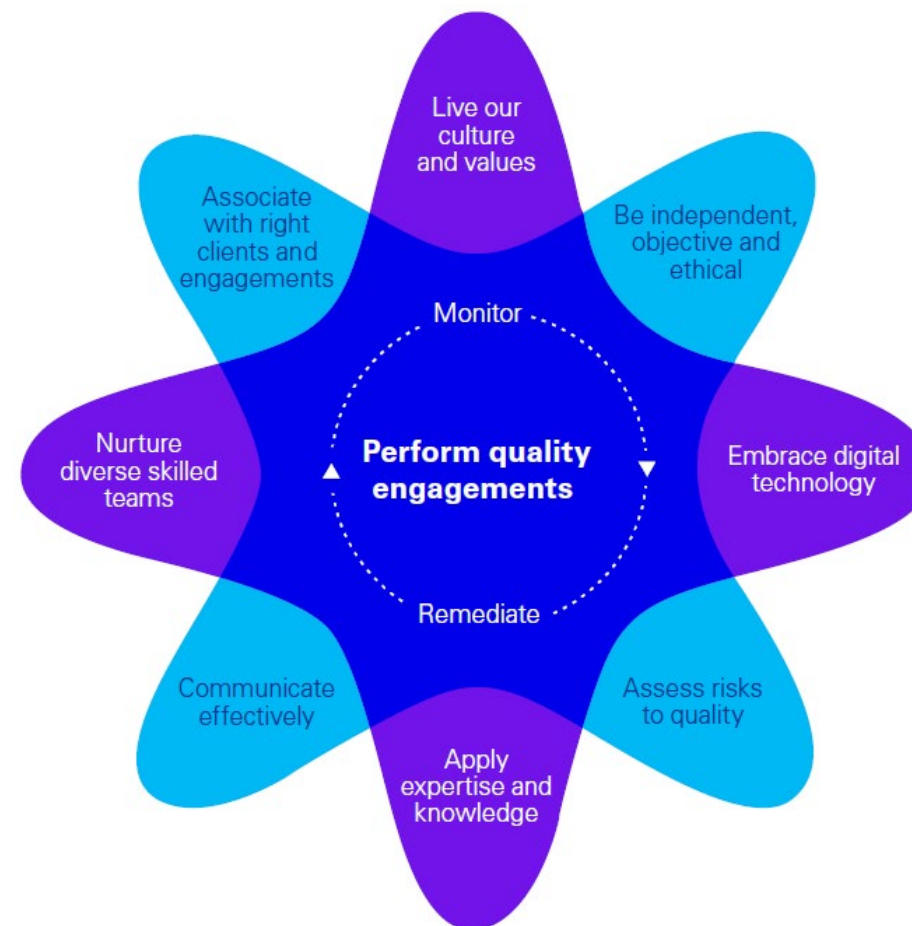 Live our
culture
and values
Be independent,
objective and
ethical
Embrace digital
technology
Assess risks
to quality
Apply
expertise and
knowledge
Communicate
effectively
Nurture
diverse skilled
teams
Associate
with right
clients and
engagements
Monitor
Perform quality
engagements
Remediate